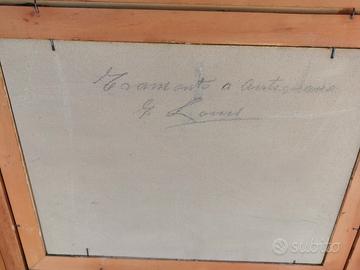 Tramonto a Antignano
G. Lomi
subito